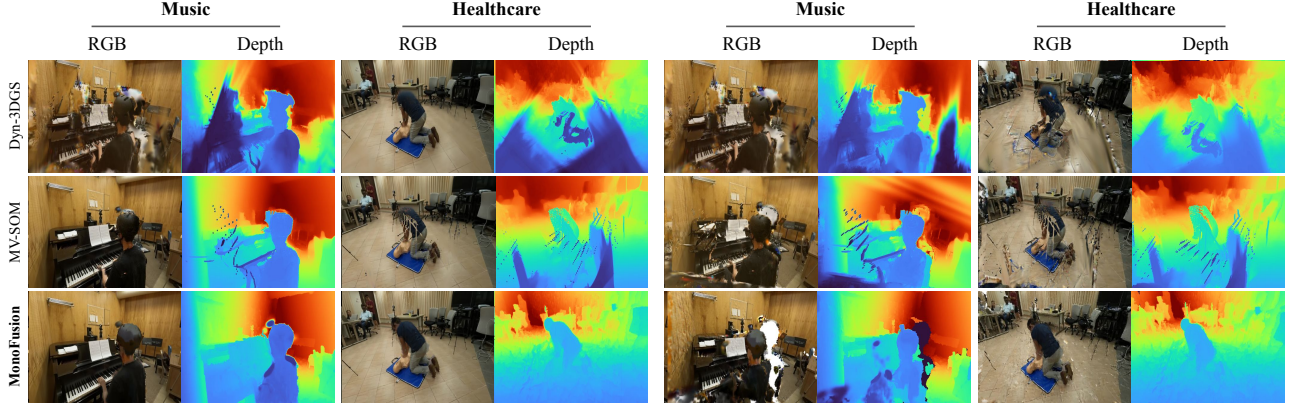 Music Healthcare Music Healthcare
RGB Depth RGB Depth RGB Depth RGB Depth
Dyn-3DGS
MV-SOM
MonoFusion